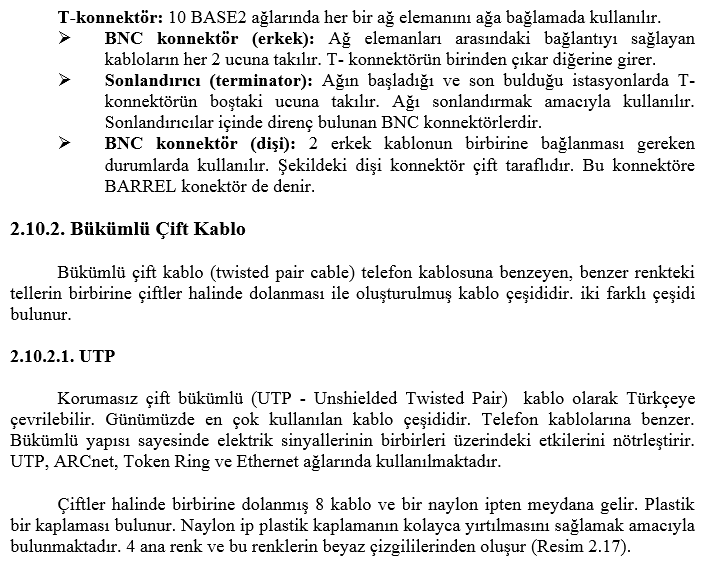 T-konnektör: 10 BASE2 ağlarında her bir ağ elemanını ağa bağlamada kullanılır.
➢ BNC konnektör (erkek): Ağ elemanları arasındaki bağlantıyı sağlayan
kabloların her 2 ucuna takılır. T- konnektörün birinden çıkar diğerine girer.
➢ Sonlandırıcı (terminator): Ağın başladığı ve son bulduğu istasyonlarda T-
konnektörün boştaki ucuna takılır. Ağı sonlandırmak amacıyla kullanılır.
Sonlandırıcılar içinde direnç bulunan BNC konnektörlerdir.
➢ BNC konnektör (dişi): 2 erkek kablonun birbirine bağlanması gereken
durumlarda kullanılır. Şekildeki dişi konnektör çift taraflıdır. Bu konnektöre
BARREL konektör de denir.
2.10.2. Bükümlü Çift Kablo
Bükümlü çift kablo (twisted pair cable) telefon kablosuna benzeyen, benzer renkteki
tellerin birbirine çiftler halinde dolanması ile oluşturulmuş kablo çeşididir. iki farklı çeşidi
bulunur.
2.10.2.1. UTP
Korumasız çift bükümlü (UTP - Unshielded Twisted Pair) kablo olarak Türkçeye
çevrilebilir. Günümüzde en çok kullanılan kablo çeşididir. Telefon kablolarına benzer.
Bükümlü yapısı sayesinde elektrik sinyallerinin birbirleri üzerindeki etkilerini nötrleştirir.
UTP, ARCnet, Token Ring ve Ethernet ağlarında kullanılmaktadır.
Çiftler halinde birbirine dolanmış 8 kablo ve bir naylon ipten meydana gelir. Plastik
bir kaplaması bulunur. Naylon ip plastik kaplamanın kolayca yırtılmasını sağlamak amacıyla
bulunmaktadır. 4 ana renk ve bu renklerin beyaz çizgililerinden oluşur (Resim 2.17).